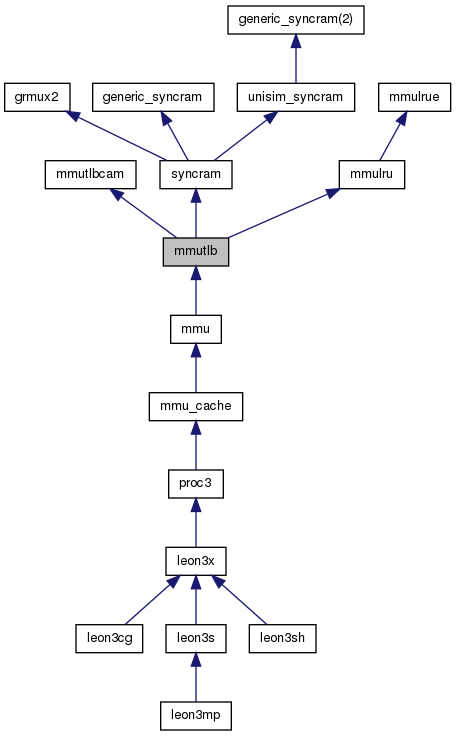 generic_syncram(2)
grmux2
generic_syncram
unisim_syncram
mmulrue
mmutlbcam
syncram
mmulru
mmutlb
mmu
mmu_cache
proc3
leon3x
leon3cg
leon3s
leon3sh
leon3mp